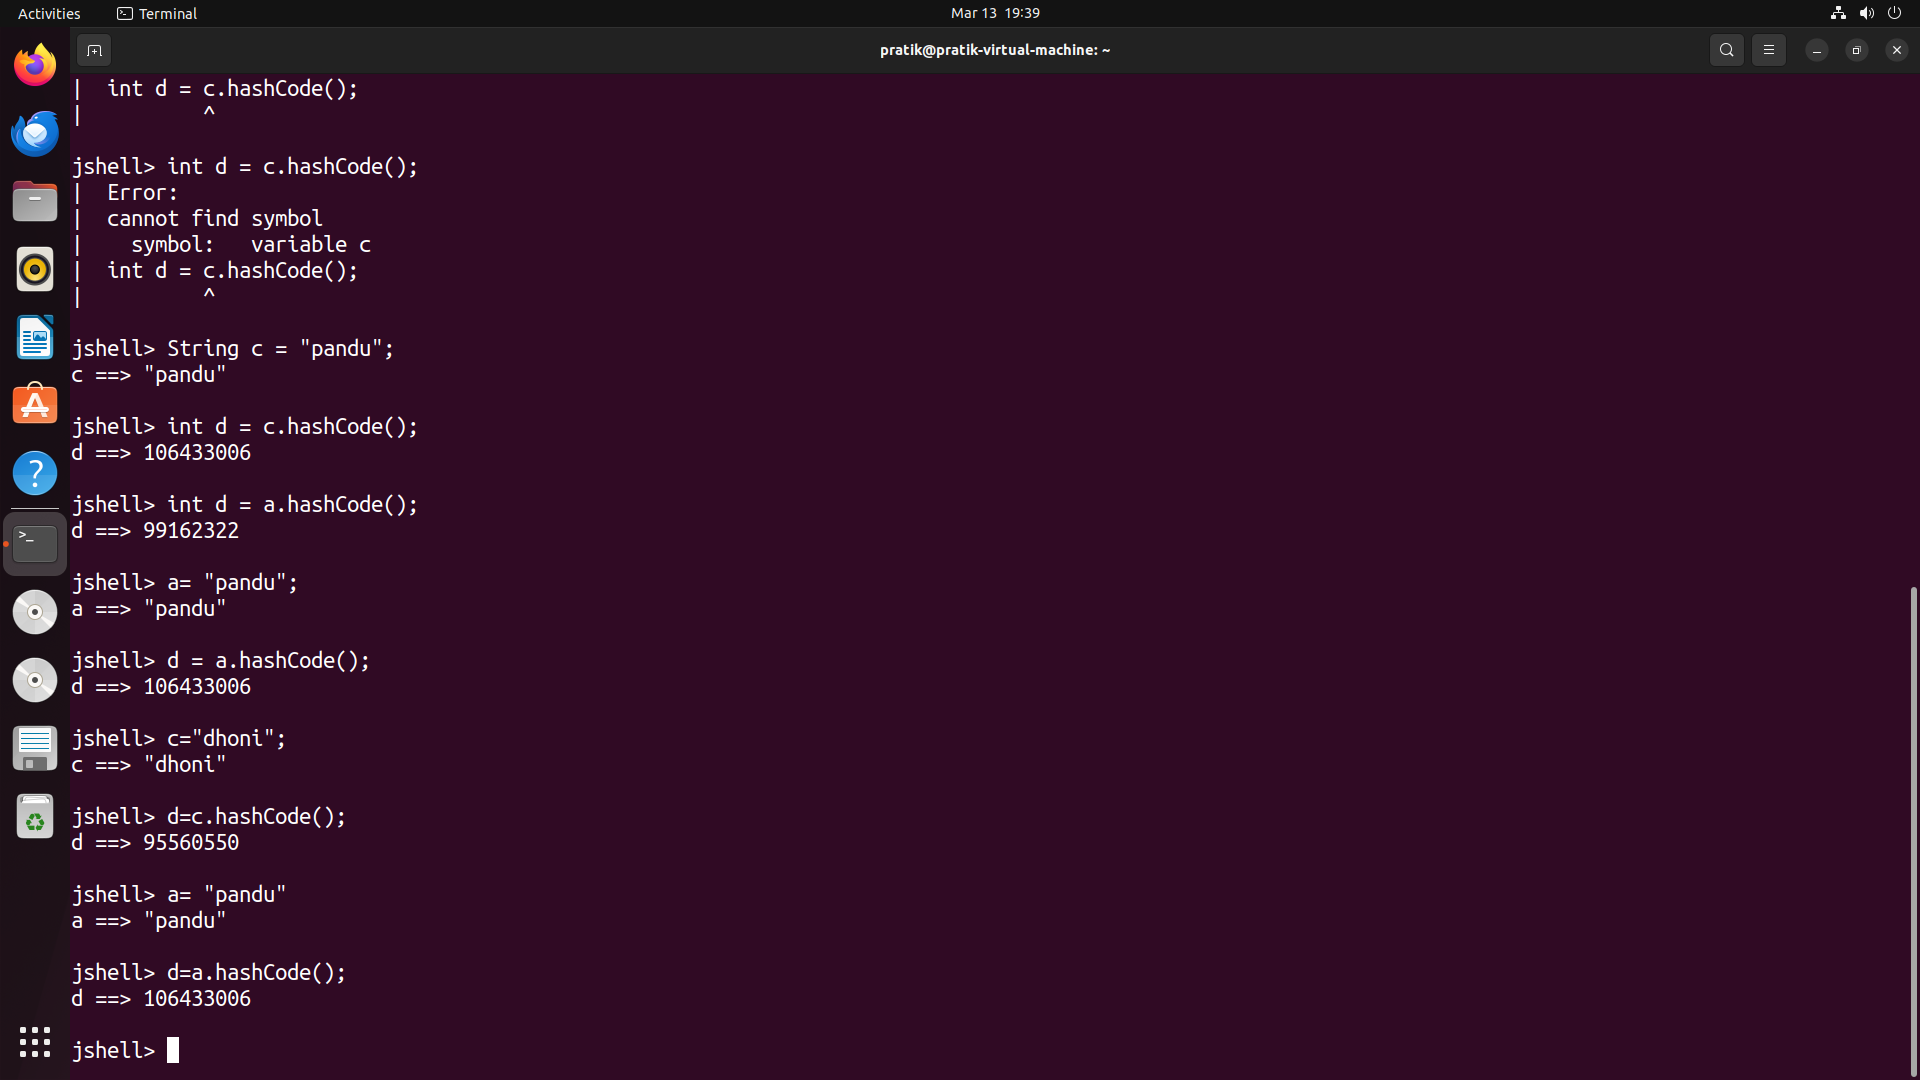 Activities Terminal Mar 13 19:39
pratik@pratik-virtual-machine: ~
| int d = c.hashCode();
| ^
jshell> int d = c.hashCode();
| Error:
| cannot find symbol
| symbol: variable c
| int d = c.hashCode();
| ^
jshell> String c = "pandu";
c ==> "pandu"
jshell> int d = c.hashCode();
d ==> 106433006
jshell> int d = a.hashCode();
d ==> 99162322
jshell> a= "pandu";
a ==> "pandu"
jshell> d = a.hashCode();
d ==> 106433006
jshell> c="dhoni";
c ==> "dhoni"
jshell> d=c.hashCode();
d ==> 95560550
jshell> a= "pandu"
a ==> "pandu"
jshell> d=a.hashCode();
d ==> 106433006
jshell>